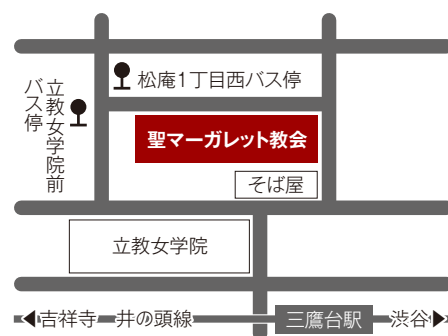 松庵1丁目西バス停
立教女学院前
バス停
聖マーガレット教会
そば屋
立教女学院
◀吉祥寺 井の頭線 三鷹台駅 渋谷▶